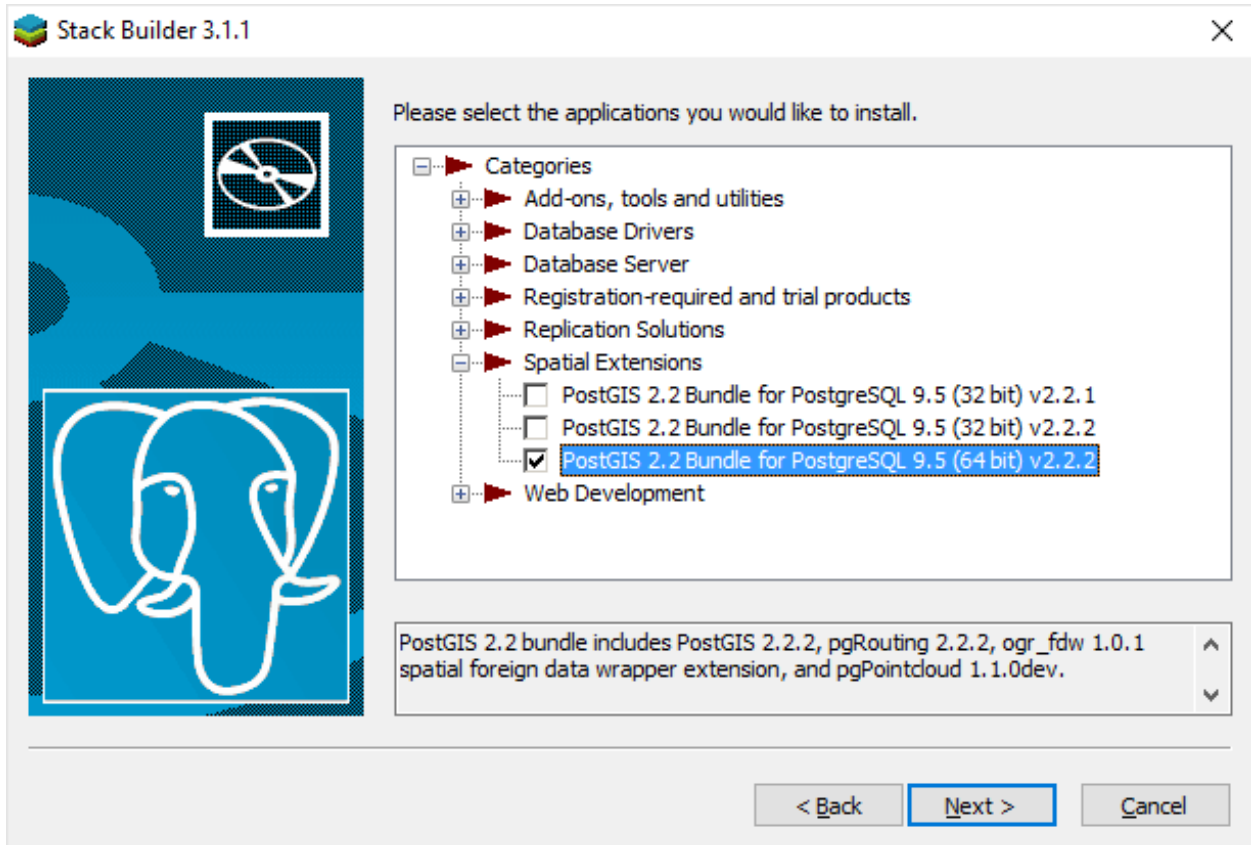 Stack Builder 3.1.1
Please select the applications you would like to install.
Categories
Add-ons, tools and utilities
Database Drivers
Database Server
Registration-required and trial products
Replication Solutions
Spatial Extensions
PostGIS 2.2 Bundle for PostgreSQL 9.5 (32 bit) v2.2.1
PostGIS 2.2 Bundle for PostgreSQL 9.5 (32 bit) v2.2.2
PostGIS 2.2 Bundle for PostgreSQL 9.5 (64 bit) v2.2.2
Web Development
PostGIS 2.2 bundle includes PostGIS 2.2.2, pgRouting 2.2.2, ogr_fdw 1.0.1
spatial foreign data wrapper extension, and pgPointcloud 1.1.0dev.
< Back
Next >
Cancel